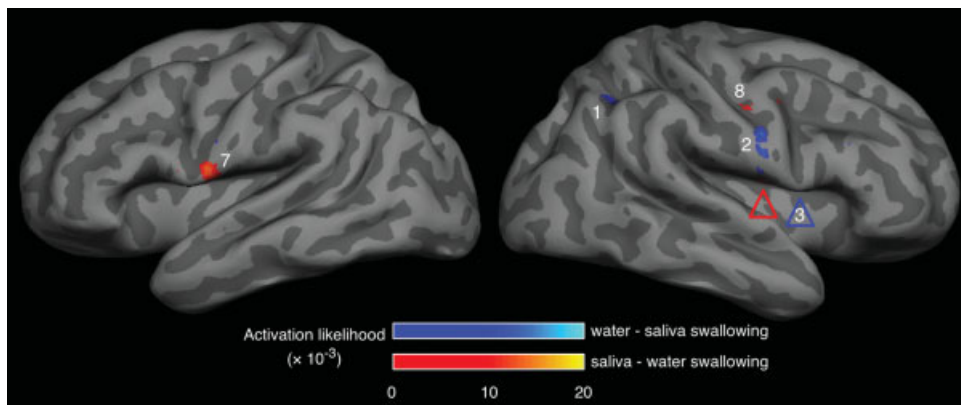 8
1
2
7
3
Activation likelihood
(× 10-3)
water - saliva swallowing
saliva - water swallowing
0 10 20